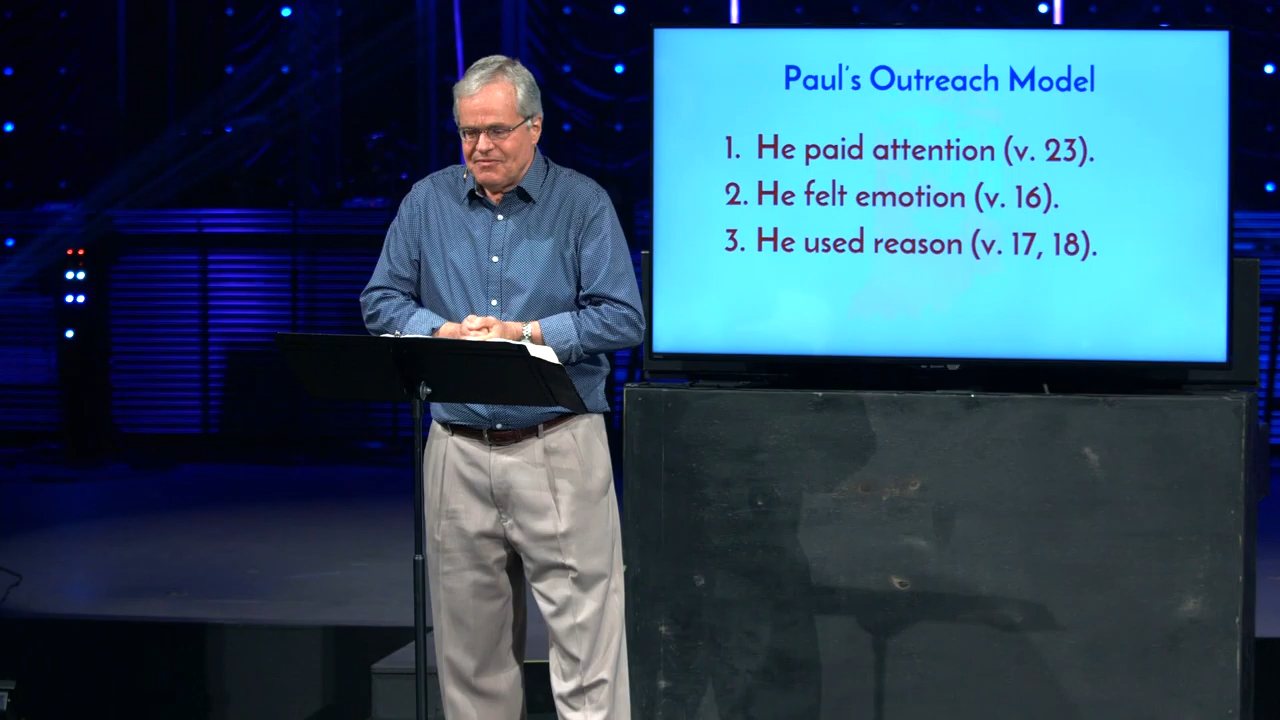 Paul's Outreach Model
1. He paid attention (v. 23).
2. He felt emotion (v. 16).
3. He used reason (v. 17, 18).